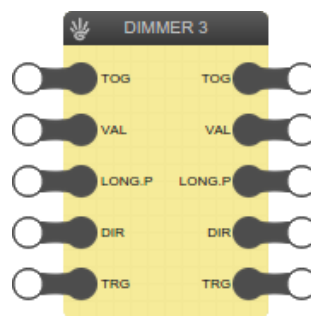 DIMMER 3
TOG TOG
VAL VAL
LONG.P LONG.P
DIR DIR
TRG TRG